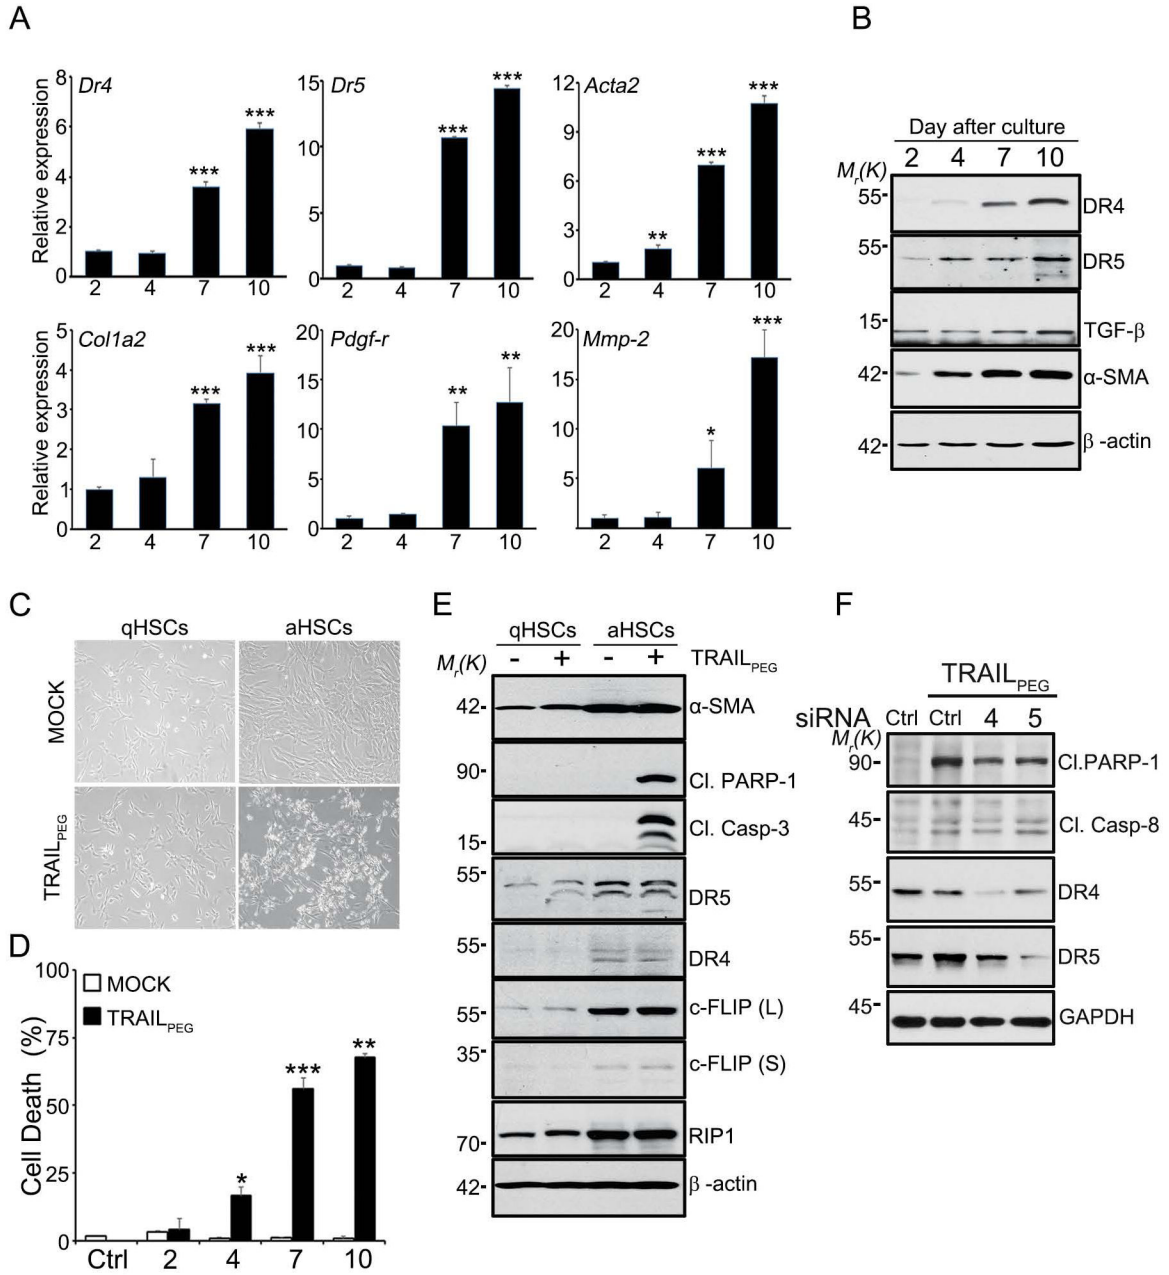 A
Relative expression
Dr4
8
6
4
2
0
***
***
2 4 7 10
Dr5
15
10
5
0
***
***
2 4 7 10
Acta2
12
9
6
3
0
**
***
***
2 4 7 10
Relative expression
Col1a2
5
4
3
2
1
0
***
***
2 4 7 10
Pdgf-r
20
15
10
5
0
**
**
2 4 7 10
Mmp-2
20
15
10
5
*
***
2 4 7 10
B
Day after culture
2 4 7 10
Mr(K)
55- DR4
55- DR5
15- TGF-β
42- α-SMA
42- β -actin
C
qHSCs aHSCs
MOCK
TRAILPEG
D
Cell Death (%)
100
75
50
25
0
MOCK
TRAILPEG
*
***
**
Ctrl 2 4 7 10
E
qHSCs aHSCs
Mr(K) - + - + TRAILPEG
42- α-SMA
90- Cl. PARP-1
15- Cl. Casp-3
55- DR5
55- DR4
55- c-FLIP (L)
35- c-FLIP (S)
70- RIP1
42- β -actin
F
TRAILPEG
siRNA Ctrl Ctrl 4 5
Mr(K)
90- Cl.PARP-1
45- Cl. Casp-8
55- DR4
55- DR5
45- GAPDH